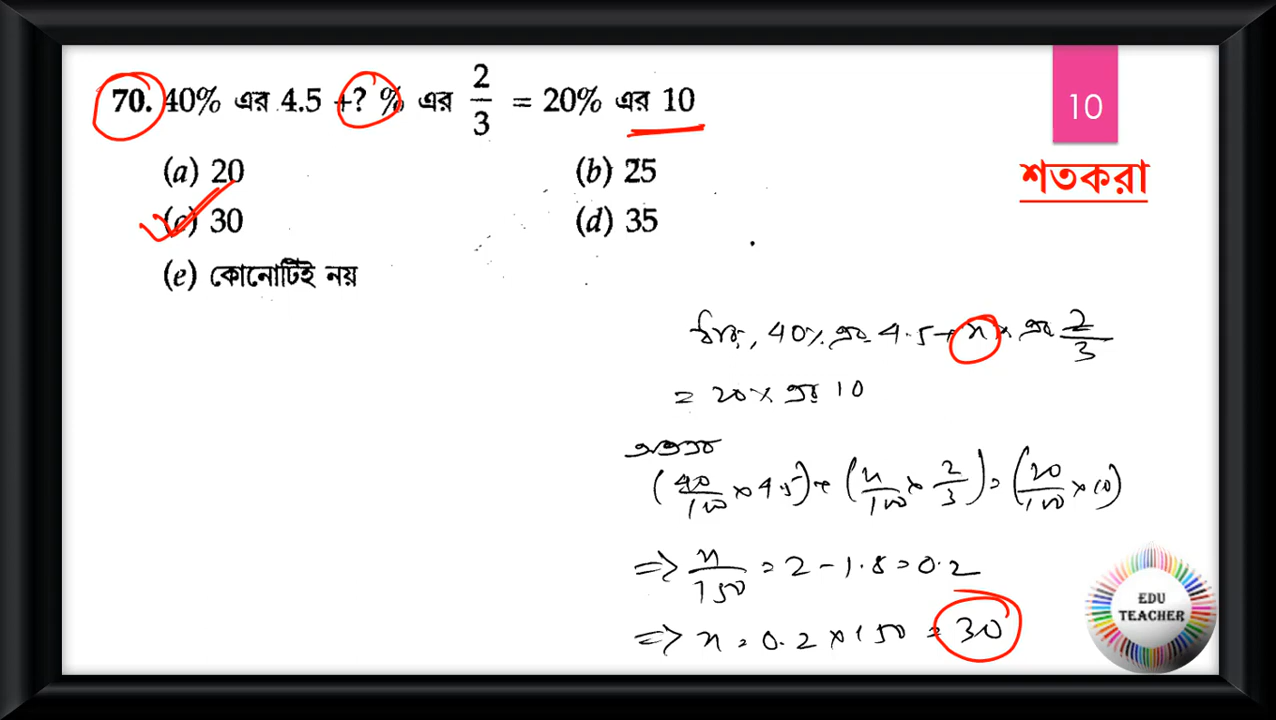 70. 40% এর 4.5 +? % এর 2/3 = 20% এর 10
(a) 20 (b) 25
(c) 30 (d) 35
(e) কোনোটিই নয়
10
শতকরা
ধরি, 40% এর 4.5 + x % এর 2/3
= 20% এর 10
অতএব
(40/100 × 4.5) + (x/100 × 2/3) = (20/100 × 10)
=> x/150 = 2 - 1.8 = 0.2
=> x = 0.2 × 150 = 30
EDU
TEACHER